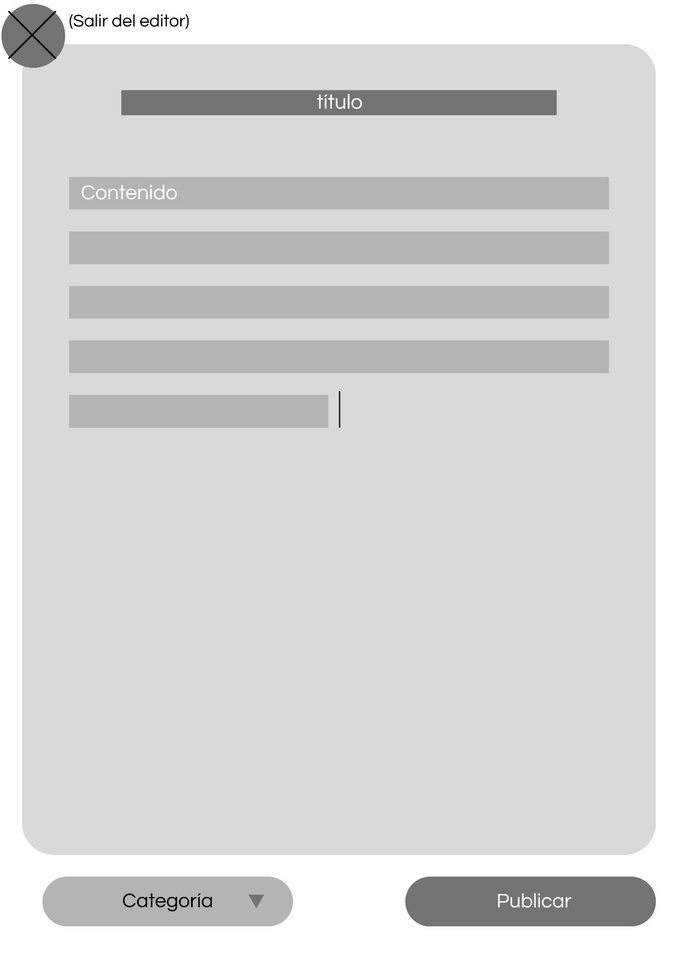 (Salir del editor)
título
Contenido
Categoría
Publicar